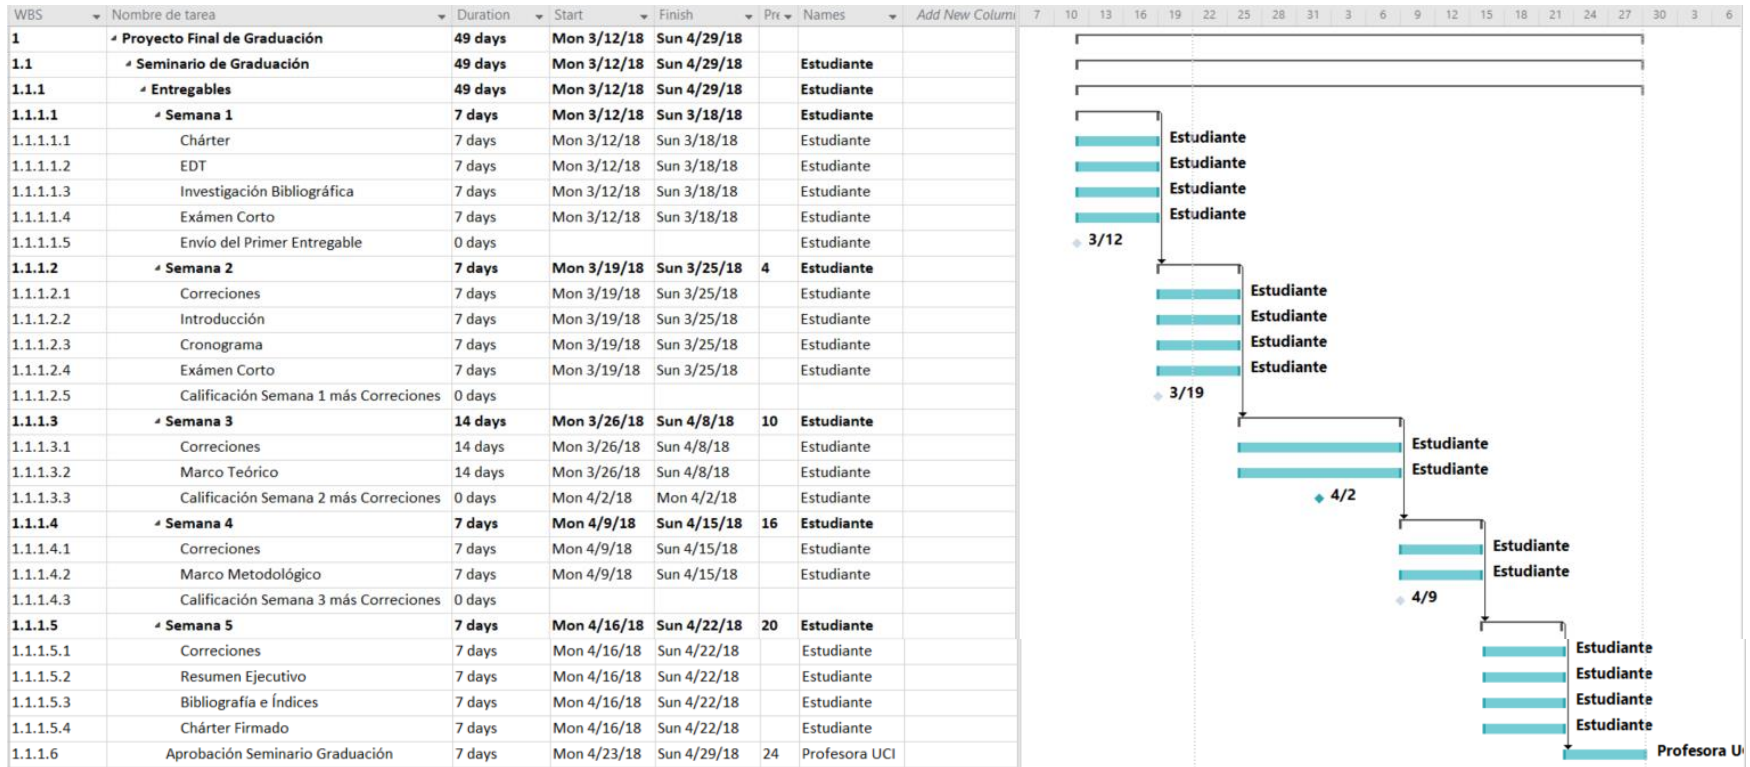 WBS Nombre de tarea Duration Start Finish Pre Names Add New Colum 7 10 13 16 19 22 25 28 31 3 6 9 12 15 18 21 24 27 30 3 6
1 Proyecto Final de Graduación 49 days Mon 3/12/18 Sun 4/29/18
1.1 Seminario de Graduación 49 days Mon 3/12/18 Sun 4/29/18 Estudiante
1.1.1 Entregables 49 days Mon 3/12/18 Sun 4/29/18 Estudiante
1.1.1.1 Semana 1 7 days Mon 3/12/18 Sun 3/18/18 Estudiante
1.1.1.1.1 Chárter 7 days Mon 3/12/18 Sun 3/18/18 Estudiante Estudiante
1.1.1.1.2 EDT 7 days Mon 3/12/18 Sun 3/18/18 Estudiante Estudiante
1.1.1.1.3 Investigación Bibliográfica 7 days Mon 3/12/18 Sun 3/18/18 Estudiante Estudiante
1.1.1.1.4 Exámen Corto 7 days Mon 3/12/18 Sun 3/18/18 Estudiante Estudiante
1.1.1.1.5 Envío del Primer Entregable 0 days Estudiante 3/12
1.1.1.2 Semana 2 7 days Mon 3/19/18 Sun 3/25/18 4 Estudiante
1.1.1.2.1 Correciones 7 days Mon 3/19/18 Sun 3/25/18 Estudiante Estudiante
1.1.1.2.2 Introducción 7 days Mon 3/19/18 Sun 3/25/18 Estudiante Estudiante
1.1.1.2.3 Cronograma 7 days Mon 3/19/18 Sun 3/25/18 Estudiante Estudiante
1.1.1.2.4 Exámen Corto 7 days Mon 3/19/18 Sun 3/25/18 Estudiante Estudiante
1.1.1.2.5 Calificación Semana 1 más Correciones 0 days Estudiante 3/19
1.1.1.3 Semana 3 14 days Mon 3/26/18 Sun 4/8/18 10 Estudiante
1.1.1.3.1 Correciones 14 days Mon 3/26/18 Sun 4/8/18 Estudiante Estudiante
1.1.1.3.2 Marco Teórico 14 days Mon 3/26/18 Sun 4/8/18 Estudiante Estudiante
1.1.1.3.3 Calificación Semana 2 más Correciones 0 days Mon 4/2/18 Mon 4/2/18 Estudiante 4/2
1.1.1.4 Semana 4 7 days Mon 4/9/18 Sun 4/15/18 16 Estudiante
1.1.1.4.1 Correciones 7 days Mon 4/9/18 Sun 4/15/18 Estudiante Estudiante
1.1.1.4.2 Marco Metodológico 7 days Mon 4/9/18 Sun 4/15/18 Estudiante Estudiante
1.1.1.4.3 Calificación Semana 3 más Correciones 0 days Estudiante 4/9
1.1.1.5 Semana 5 7 days Mon 4/16/18 Sun 4/22/18 20 Estudiante
1.1.1.5.1 Correciones 7 days Mon 4/16/18 Sun 4/22/18 Estudiante Estudiante
1.1.1.5.2 Resumen Ejecutivo 7 days Mon 4/16/18 Sun 4/22/18 Estudiante Estudiante
1.1.1.5.3 Bibliografía e Índices 7 days Mon 4/16/18 Sun 4/22/18 Estudiante Estudiante
1.1.1.5.4 Chárter Firmado 7 days Mon 4/16/18 Sun 4/22/18 Estudiante Estudiante
1.1.1.6 Aprobación Seminario Graduación 7 days Mon 4/23/18 Sun 4/29/18 24 Profesora UCI Profesora U